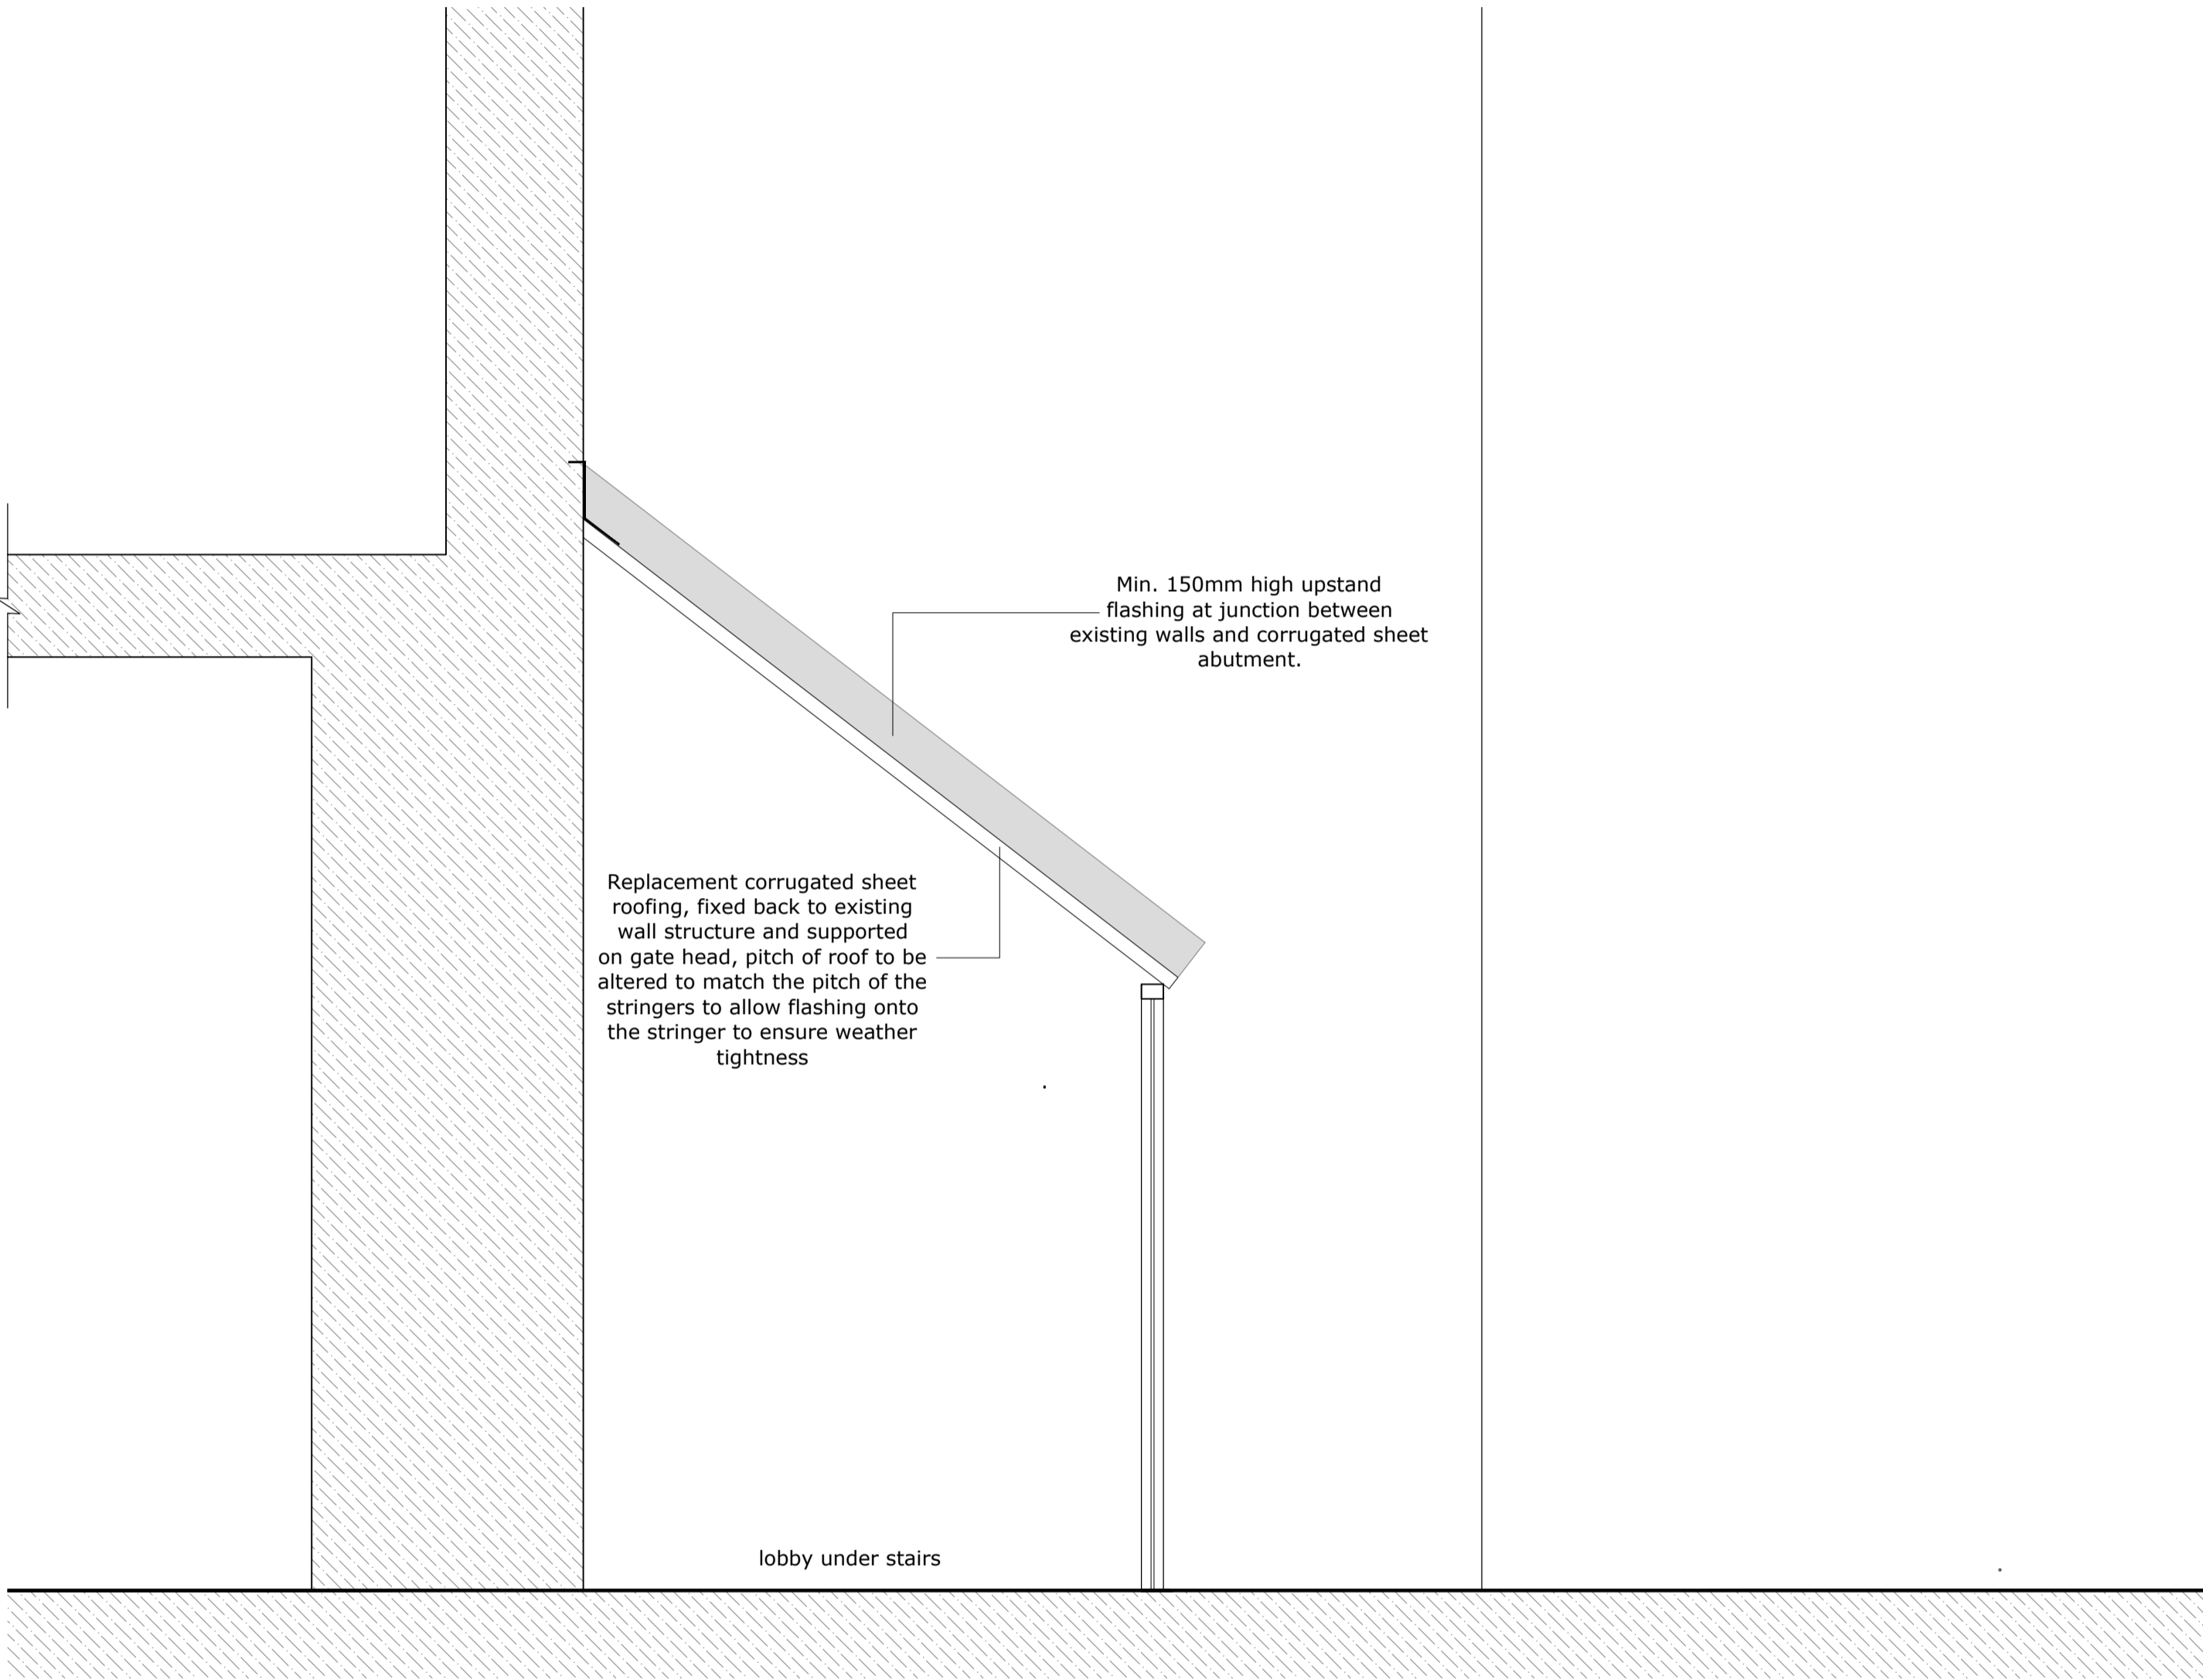 Min. 150mm high upstand
flashing at junction between
existing walls and corrugated sheet
abutment.
Replacement corrugated sheet
roofing, fixed back to existing
wall structure and supported
on gate head, pitch of roof to be
altered to match the pitch of the
stringers to allow flashing onto
the stringer to ensure weather
tightness
lobby under stairs